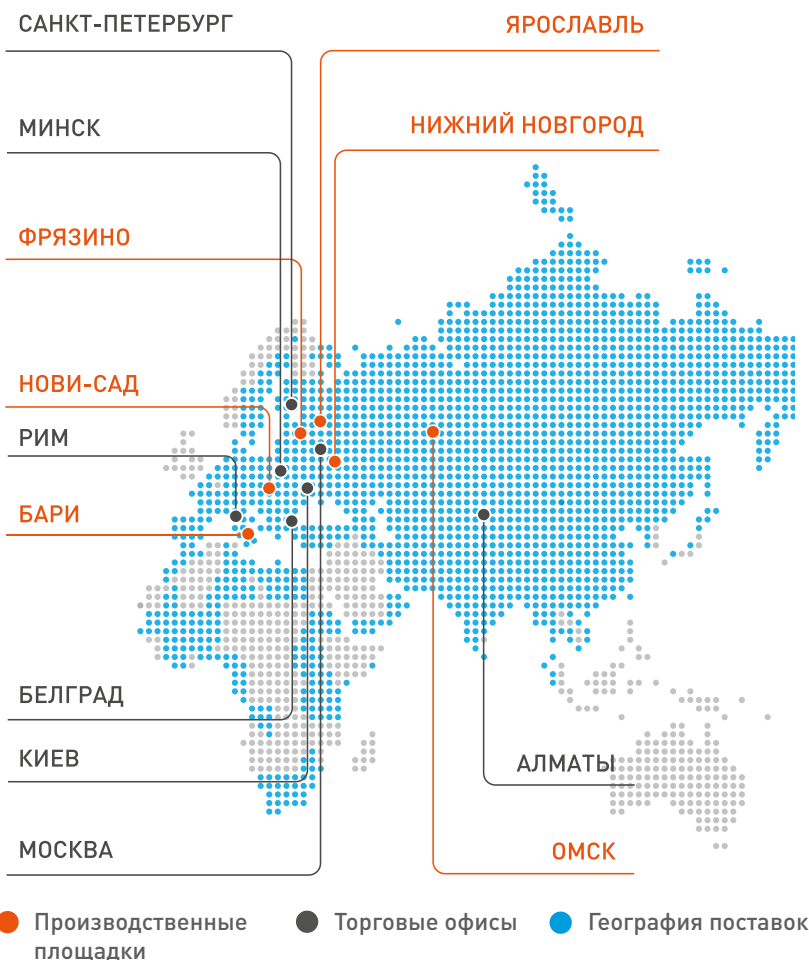 САНКТ-ПЕТЕРБУРГ
ЯРОСЛАВЛЬ
МИНСК
НИЖНИЙ НОВГОРОД
ФРЯЗИНО
НОВИ-САД
РИМ
БАРИ
БЕЛГРАД
КИЕВ
АЛМАТЫ
МОСКВА
ОМСК
Производственные
площадки
Торговые офисы
География поставок